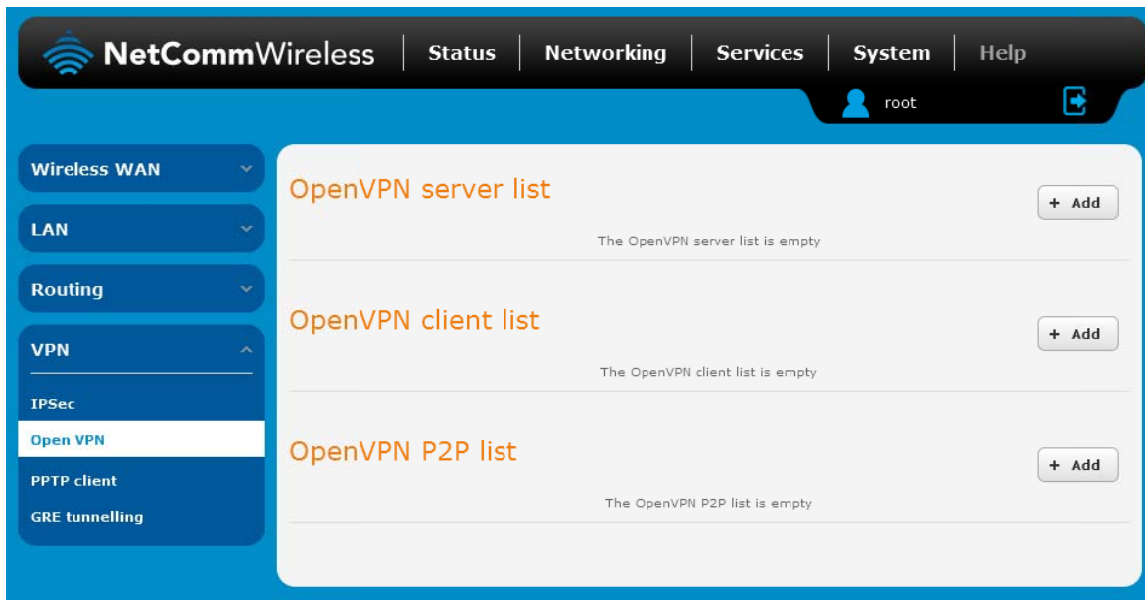 NetCommWireless Status Networking Services System Help
root
Wireless WAN
LAN
Routing
VPN
IPSec
Open VPN
PPTP client
GRE tunnelling
OpenVPN server list
+ Add
The OpenVPN server list is empty
OpenVPN client list
+ Add
The OpenVPN client list is empty
OpenVPN P2P list
+ Add
The OpenVPN P2P list is empty